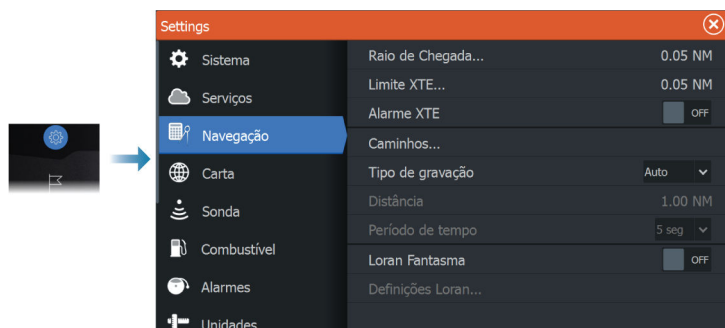 Settings
Sistema
Serviços
Navegação
Carta
Sonda
Combustível
Alarmes
Unidades
Raio de Chegada... 0.05 NM
Limite XTE... 0.05 NM
Alarme XTE OFF
Caminhos...
Tipo de gravação Auto
Distância 1.00 NM
Período de tempo 5 seg
Loran Fantasma OFF
Definições Loran...